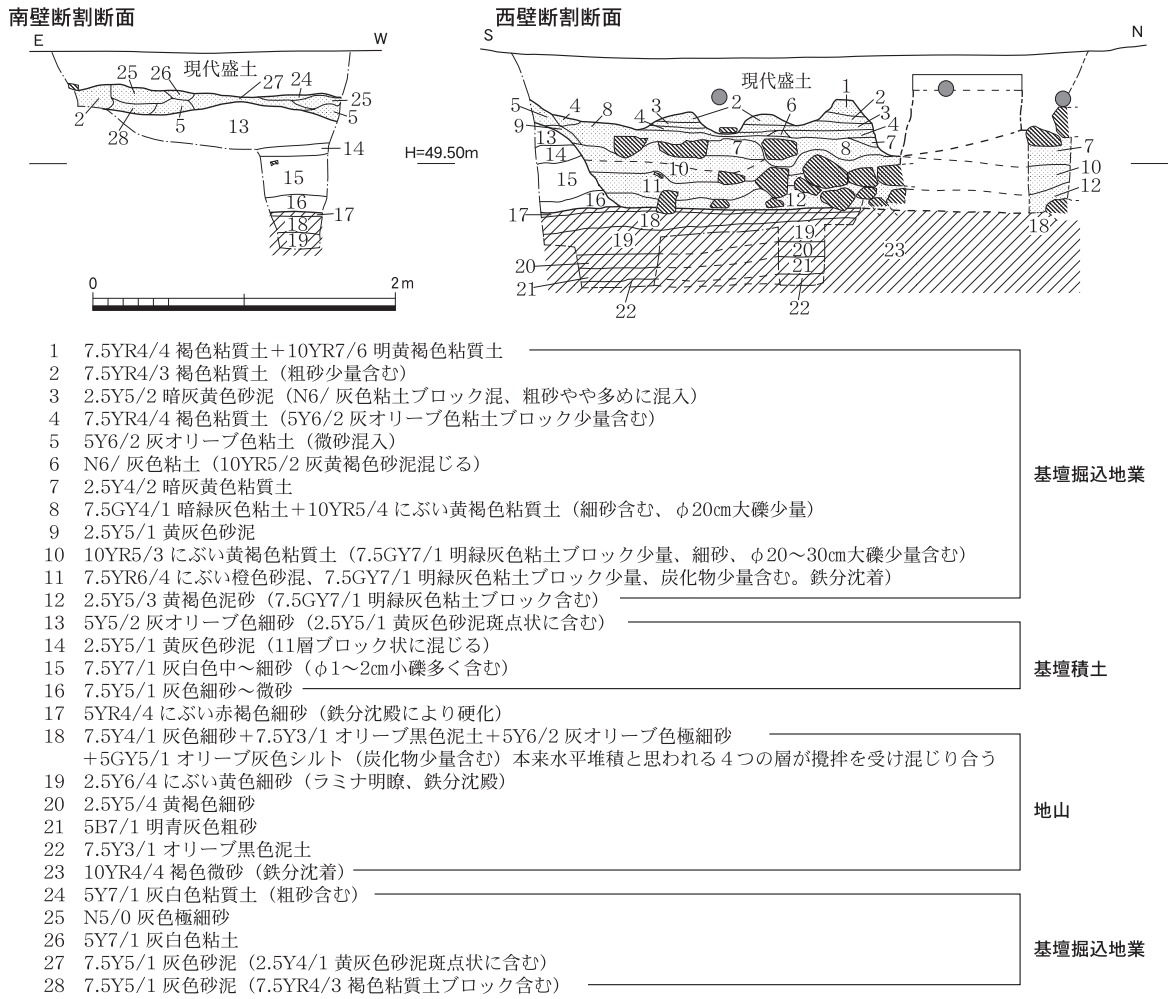 南壁断割断面
E
W
現代盛土
25
26
27
24
25
2
28
5
13
5
14
15
16
17
18
19
0
2m
H=49.50m
西壁断割断面
S
N
現代盛土
5
4
8
3
4
2
6
1
2
3
4
7
9
13
14
7
8
15
10
11
16
12
17
18
19
19
20
21
20
21
22
22
23
7
10
12
18
1 7.5YR4/4 褐色粘質土+10YR7/6 明黄褐色粘質土
2 7.5YR4/3 褐色粘質土(粗砂少量含む)
3 2.5Y5/2 暗灰黄色砂泥(N6/ 灰色粘土ブロック混、粗砂やや多めに混入)
4 7.5YR4/4 褐色粘質土(5Y6/2 灰オリーブ色粘土ブロック少量含む)
5 5Y6/2 灰オリーブ色粘土(微砂混入)
6 N6/ 灰色粘土(10YR5/2 灰黄褐色砂泥混じる)
7 2.5Y4/2 暗灰黄色粘質土
8 7.5GY4/1 暗緑灰色粘土+10YR5/4 にぶい黄褐色粘質土(細砂含む、φ20㎝大礫少量)
9 2.5Y5/1 黄灰色砂泥
10 10YR5/3 にぶい黄褐色粘質土(7.5GY7/1 明緑灰色粘土ブロック少量、細砂、φ20～30㎝大礫少量含む)
11 7.5YR6/4 にぶい橙色砂混、7.5GY7/1 明緑灰色粘土ブロック少量、炭化物少量含む。鉄分沈着)
12 2.5Y5/3 黄褐色泥砂(7.5GY7/1 明緑灰色粘土ブロック含む)
基壇掘込地業
13 5Y5/2 灰オリーブ色細砂(2.5Y5/1 黄灰色砂泥斑点状に含む)
14 2.5Y5/1 黄灰色砂泥(11層ブロック状に混じる)
15 7.5Y7/1 灰白色中～細砂(φ1～2㎝小礫多く含む)
16 7.5Y5/1 灰色細砂～微砂
基壇積土
17 5YR4/4 にぶい赤褐色細砂(鉄分沈殿により硬化)
18 7.5Y4/1 灰色細砂+7.5Y3/1 オリーブ黒色泥土+5Y6/2 灰オリーブ色極細砂
+5GY5/1 オリーブ灰色シルト(炭化物少量含む)本来水平堆積と思われる４つの層が攪拌を受け混じり合う
19 2.5Y6/4 にぶい黄色細砂(ラミナ明瞭、鉄分沈殿)
20 2.5Y5/4 黄褐色細砂
21 5B7/1 明青灰色粗砂
22 7.5Y3/1 オリーブ黒色泥土
23 10YR4/4 褐色微砂(鉄分沈着)
地山
24 5Y7/1 灰白色粘質土(粗砂含む)
25 N5/0 灰色極細砂
26 5Y7/1 灰白色粘土
27 7.5Y5/1 灰色砂泥(2.5Y4/1 黄灰色砂泥斑点状に含む)
28 7.5Y5/1 灰色砂泥(7.5YR4/3 褐色粘質土ブロック含む)
基壇掘込地業